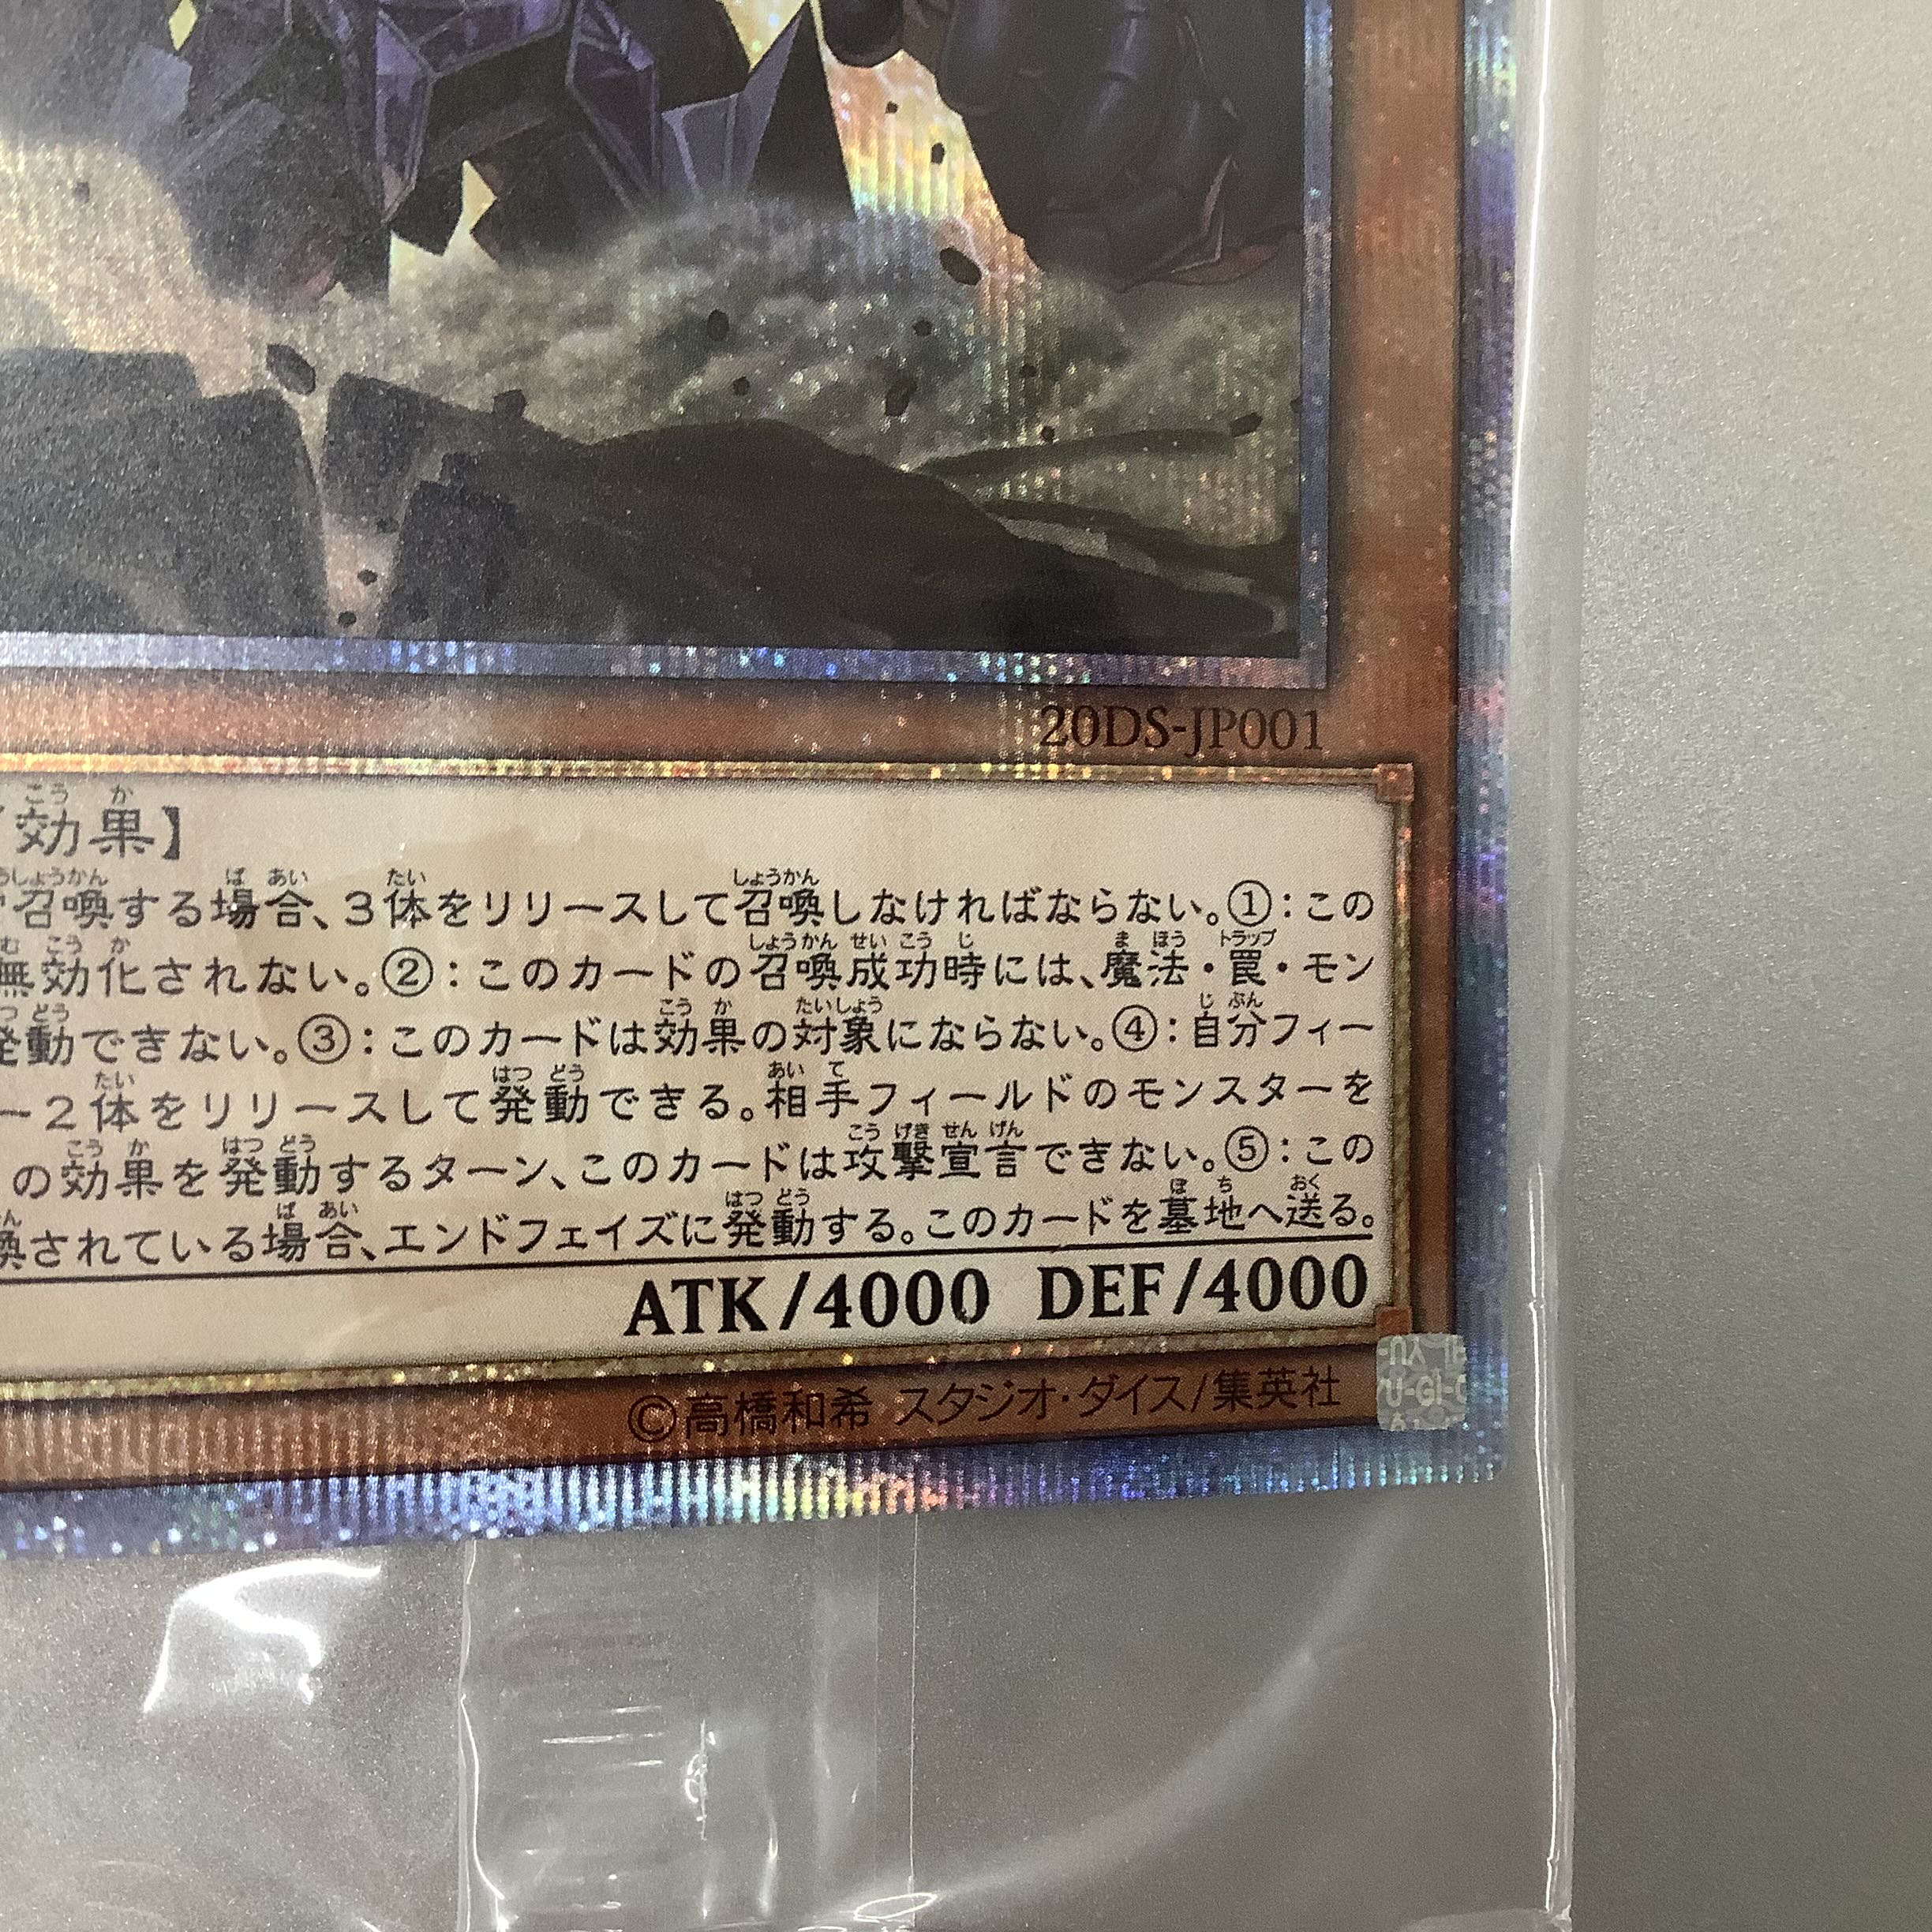 20DS-JP001
効果】
召喚する場合、3体をリリースして召喚しなければならない。①：この
無効化されない。②：このカードの召喚成功時には、魔法・罠・モン
発動できない。③：このカードは効果の対象にならない。④：自分フィー
ー2体をリリースして発動できる。相手フィールドのモンスターを
の効果を発動するターン、このカードは攻撃宣言できない。⑤：この
喚されている場合、エンドフェイズに発動する。このカードを墓地へ送る。
ATK/4000 DEF/4000
©高橋和希 スタジオ・ダイス/集英社